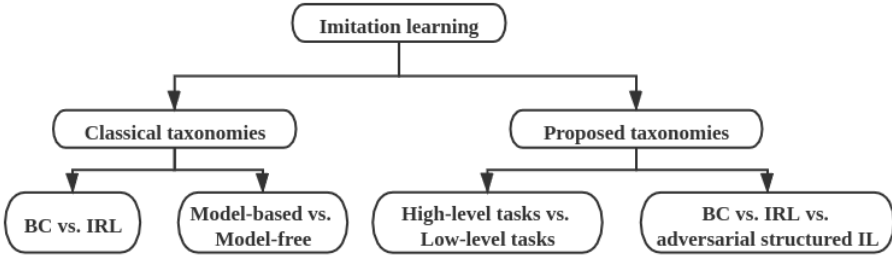 Imitation learning
Classical taxonomies
Proposed taxonomies
BC vs. IRL
Model-based vs.
Model-free
High-level tasks vs.
Low-level tasks
BC vs. IRL vs.
adversarial structured IL